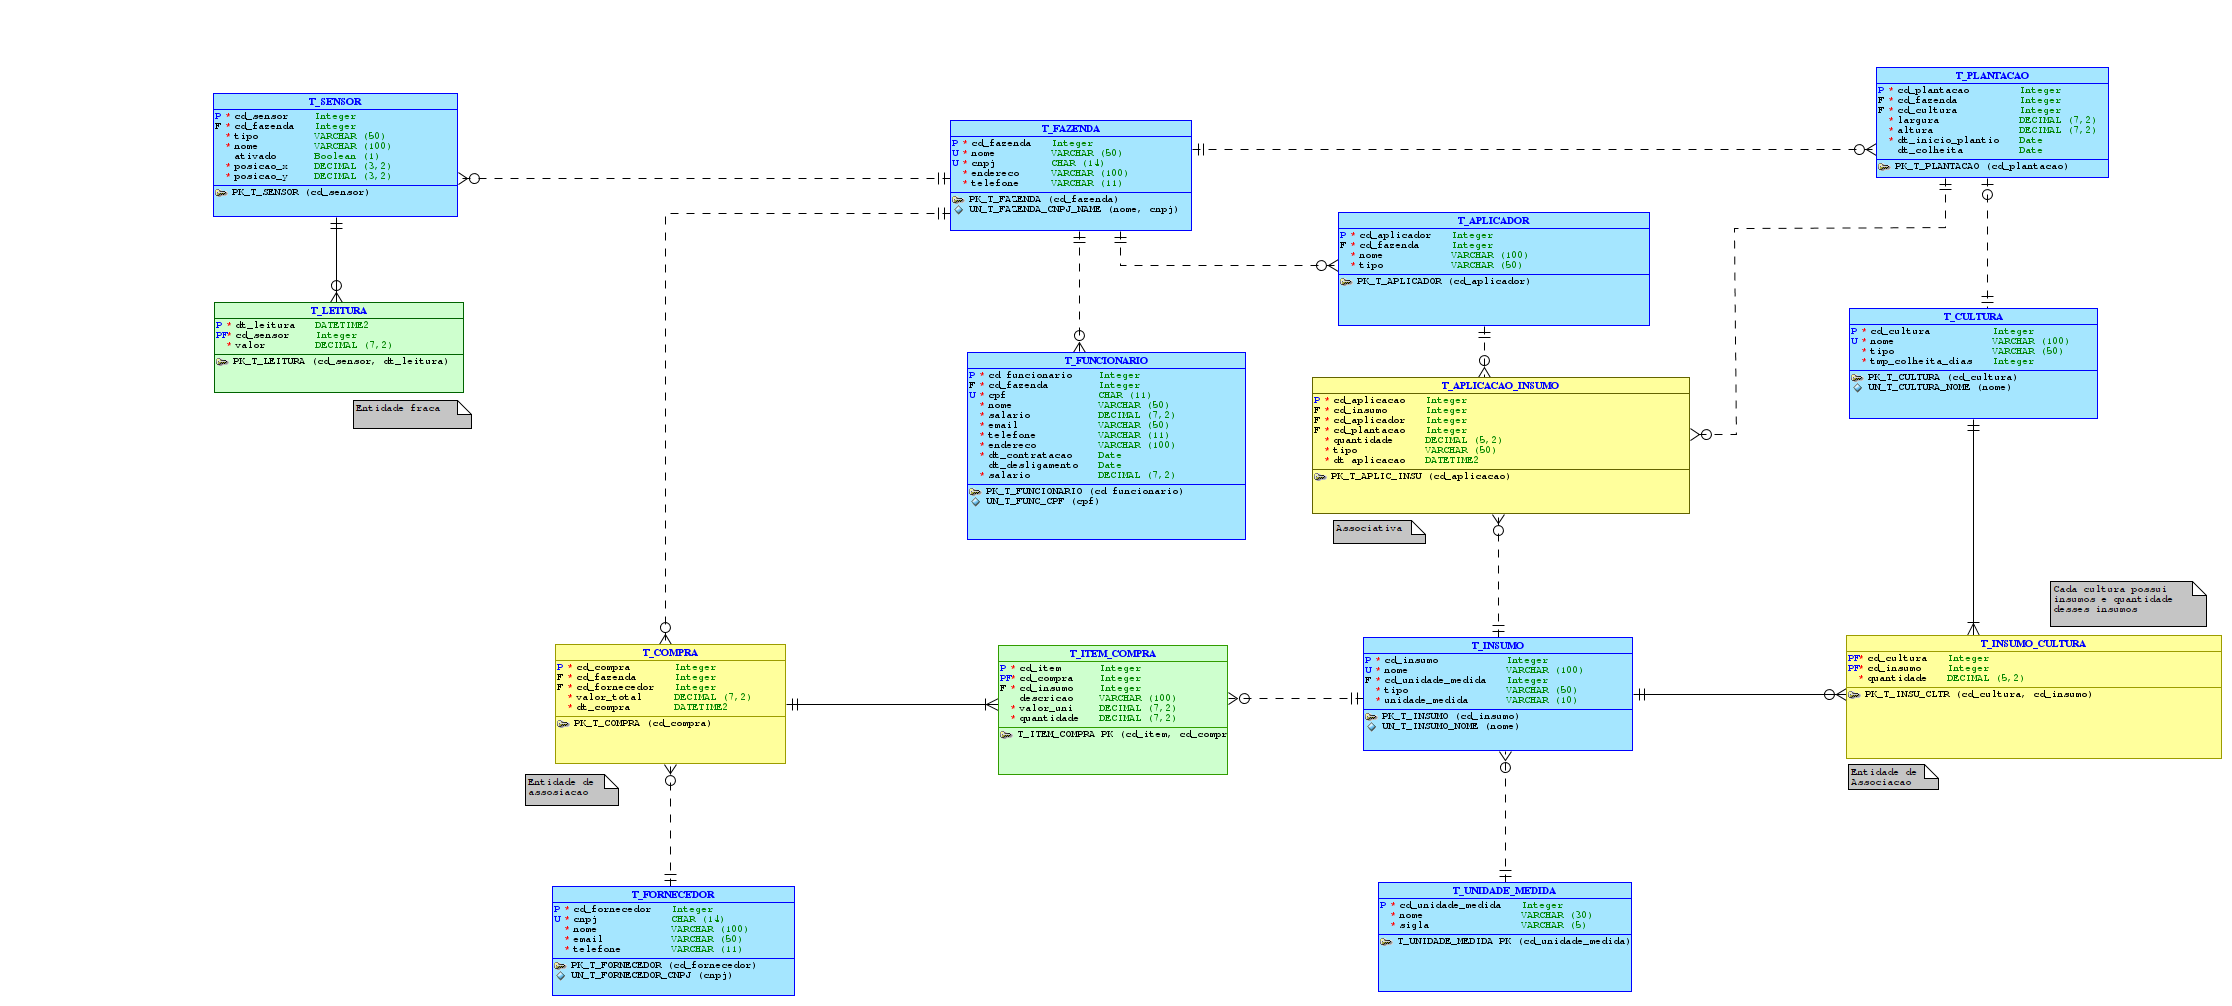 T_SENSOR
P * cd_sensor Integer
F * cd_fazenda Integer
* tipo VARCHAR (50)
* nome VARCHAR (100)
ativado Boolean (1)
* posicao_x DECIMAL (3,2)
* posicao_y DECIMAL (3,2)
PK_T_SENSOR (cd_sensor)
T_LEITURA
P * dt_leitura DATETIME2
PF* cd_sensor Integer
* valor DECIMAL (7,2)
PK_T_LEITURA (cd_sensor, dt_leitura)
Entidade fraca
T_FAZENDA
P * cd_fazenda Integer
U * nome VARCHAR (50)
U * cnpj CHAR (14)
* endereco VARCHAR (100)
* telefone VARCHAR (11)
PK_T_FAZENDA (cd_fazenda)
UN_T_FAZENDA_CNPJ_NAME (nome, cnpj)
T_FUNCIONARIO
P * cd_funcionario Integer
F * cd_fazenda Integer
U * cpf CHAR (11)
* nome VARCHAR (50)
* salario DECIMAL (7,2)
* email VARCHAR (50)
* telefone VARCHAR (11)
* endereco VARCHAR (100)
* dt_contratacao Date
dt_desligamento Date
* salario DECIMAL (7,2)
PK_T_FUNCIONARIO (cd_funcionario)
UN_T_FUNC_CPF (cpf)
T_APLICADOR
P * cd_aplicador Integer
F * cd_fazenda Integer
* nome VARCHAR (100)
* tipo VARCHAR (50)
PK_T_APLICADOR (cd_aplicador)
T_APLICACAO_INSUMO
P * cd_aplicacao Integer
F * cd_insumo Integer
F * cd_aplicador Integer
F * cd_plantacao Integer
* quantidade DECIMAL (5,2)
* tipo VARCHAR (50)
* dt_aplicacao DATETIME2
PK_T_APLIC_INSU (cd_aplicacao)
Associativa
T_PLANTACAO
P * cd_plantacao Integer
F * cd_fazenda Integer
F * cd_cultura Integer
* largura DECIMAL (7,2)
* altura DECIMAL (7,2)
* dt_inicio_plantio Date
dt_colheita Date
PK_T_PLANTACAO (cd_plantacao)
T_CULTURA
P * cd_cultura Integer
U * nome VARCHAR (100)
* tipo VARCHAR (50)
* tmp_colheita_dias Integer
PK_T_CULTURA (cd_cultura)
UN_T_CULTURA_NOME (nome)
Cada cultura possui
insumos e quantidade
desses insumos
T_COMPRA
P * cd_compra Integer
F * cd_fazenda Integer
F * cd_fornecedor Integer
* valor_total DECIMAL (7,2)
* dt_compra DATETIME2
PK_T_COMPRA (cd_compra)
Entidade de
assosiacao
T_ITEM_COMPRA
P * cd_item Integer
PF* cd_compra Integer
F * cd_insumo Integer
descricao VARCHAR (100)
* valor_uni DECIMAL (7,2)
* quantidade DECIMAL (7,2)
T_ITEM_COMPRA PK (cd_item, cd_compr
T_INSUMO
P * cd_insumo Integer
U * nome VARCHAR (100)
F * cd_unidade_medida Integer
* tipo VARCHAR (50)
* unidade_medida VARCHAR (10)
PK_T_INSUMO (cd_insumo)
UN_T_INSUMO_NOME (nome)
T_INSUMO_CULTURA
PF* cd_cultura Integer
PF* cd_insumo Integer
* quantidade DECIMAL (5,2)
PK_T_INSU_CLTR (cd_cultura, cd_insumo)
Entidade de
Associacao
T_FORNECEDOR
P * cd_fornecedor Integer
U * cnpj CHAR (14)
* nome VARCHAR (100)
* email VARCHAR (50)
* telefone VARCHAR (11)
PK_T_FORNECEDOR (cd_fornecedor)
UN_T_FORNECEDOR_CNPJ (cnpj)
T_UNIDADE_MEDIDA
P * cd_unidade_medida Integer
* nome VARCHAR (30)
* sigla VARCHAR (5)
T_UNIDADE_MEDIDA PK (cd_unidade_medida)